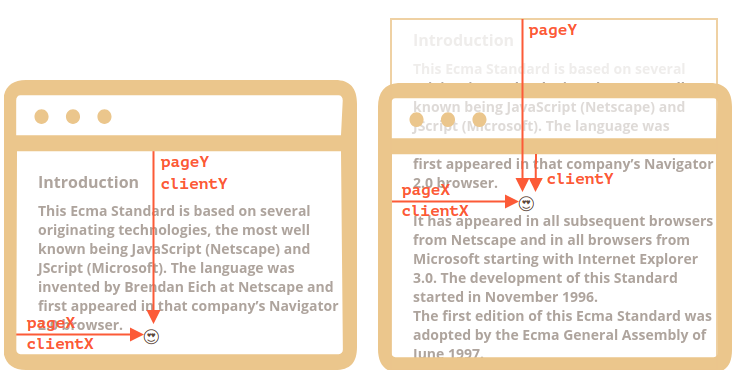 pageY
clientY
Introduction
This Ecma Standard is based on several
originating technologies, the most well
known being JavaScript (Netscape) and
JScript (Microsoft). The language was
invented by Brendan Eich at Netscape and
first appeared in that company's Navigator
2.0 browser.
pageX
clientX
pageY
Introduction
This Ecma Standard is based on several
known being JavaScript (Netscape) and
JScript (Microsoft). The language was
first appeared in that company's Navigator
2.0 browser.
clientY
pageX
clientX
It has appeared in all subsequent browsers
from Netscape and in all browsers from
Microsoft starting with Internet Explorer
3.0. The development of this Standard
started in November 1996.
The first edition of this Ecma Standard was
adopted by the Ecma General Assembly of
June 1997.